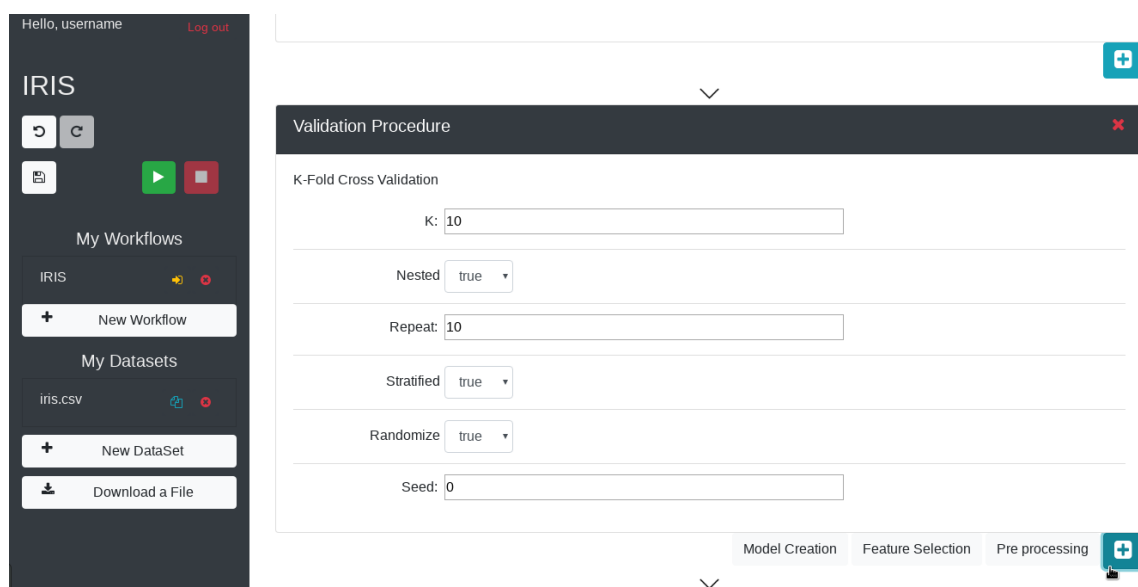 Hello, username
Log out
IRIS
My Workflows
IRIS
New Workflow
My Datasets
iris.csv
New DataSet
Download a File
Validation Procedure
K-Fold Cross Validation
K: 10
Nested true
Repeat: 10
Stratified true
Randomize true
Seed: 0
Model Creation Feature Selection Pre processing